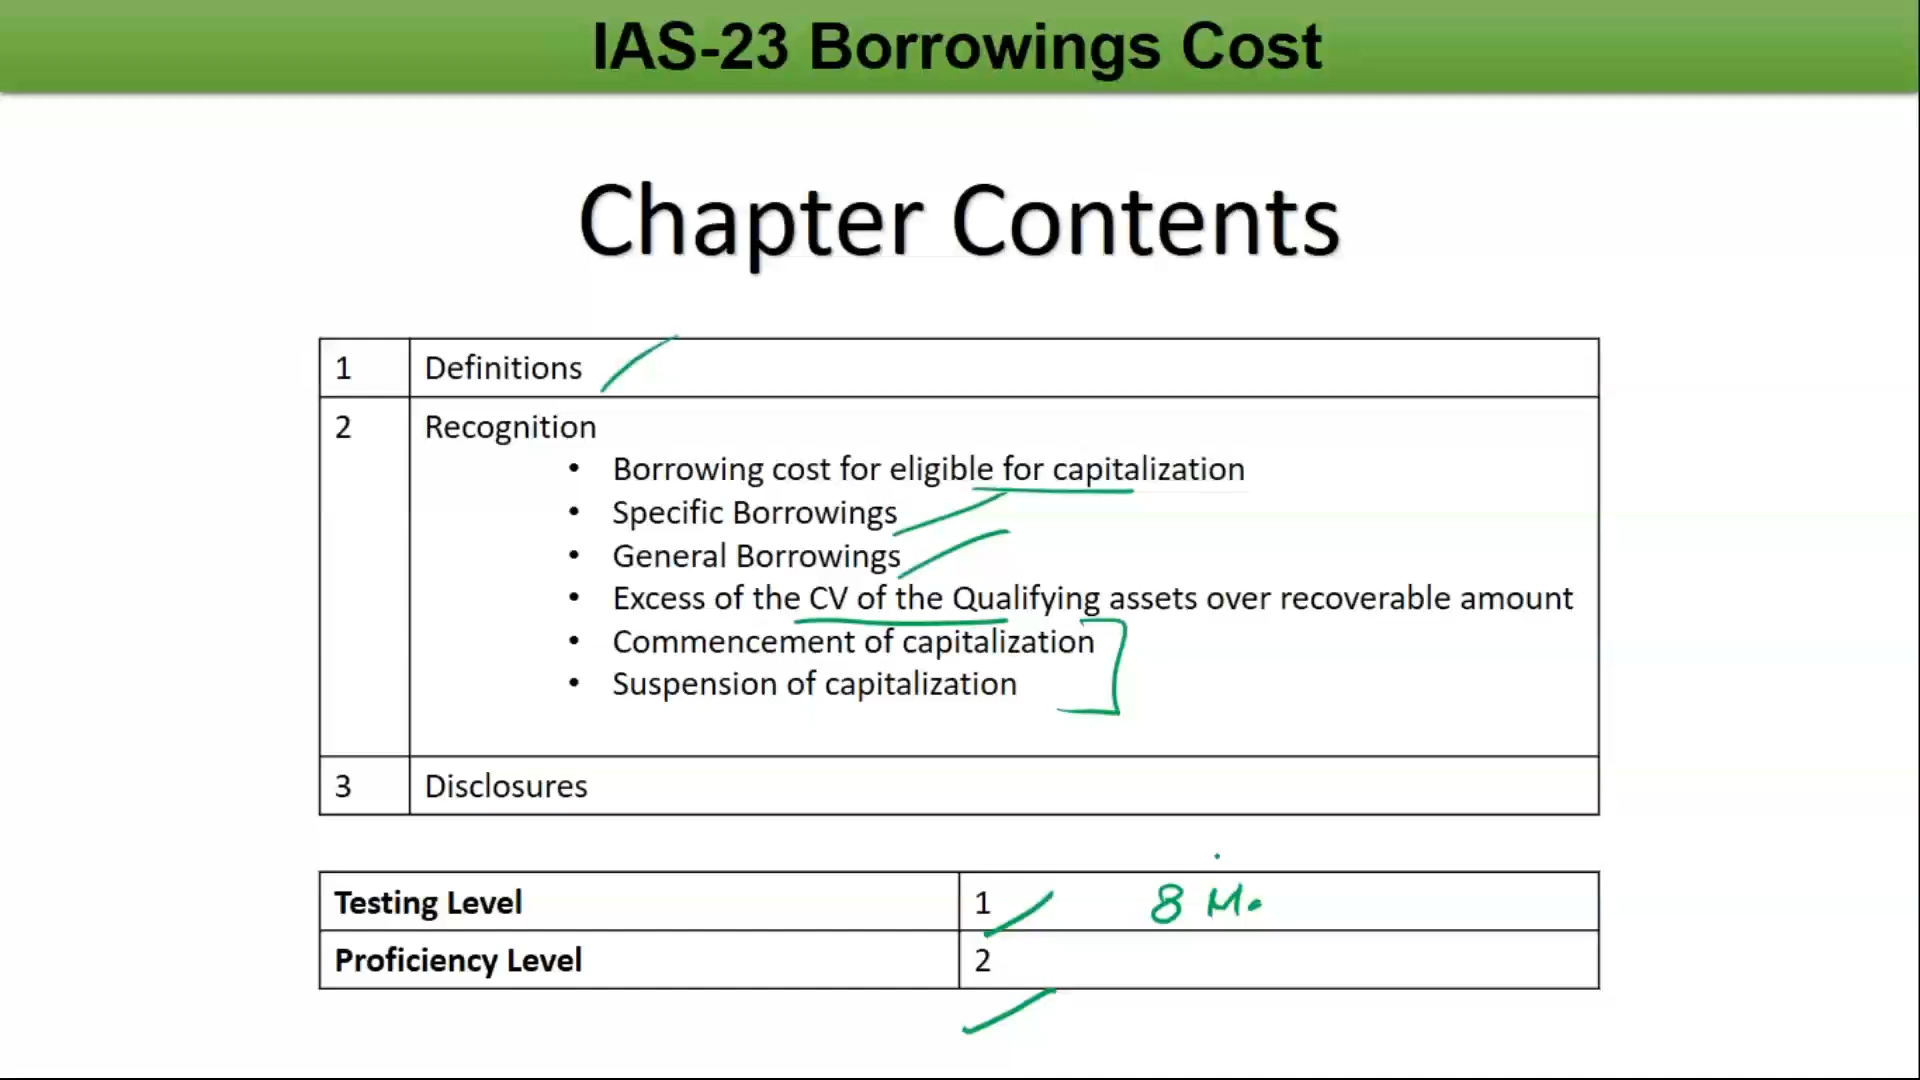 IAS-23 Borrowings Cost
Chapter Contents
1 Definitions
2 Recognition
• Borrowing cost for eligible for capitalization
• Specific Borrowings
• General Borrowings
• Excess of the CV of the Qualifying assets over recoverable amount
• Commencement of capitalization
• Suspension of capitalization
3 Disclosures
Testing Level 1 8 M.
Proficiency Level 2